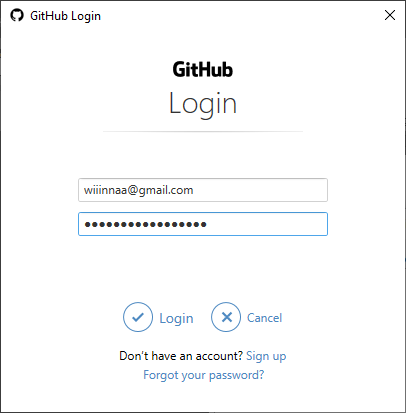 GitHub Login
GitHub
Login
wiiinnaa@gmail.com
●●●●●●●●●●●●●●●●●
Login Cancel
Don't have an account? Sign up
Forgot your password?